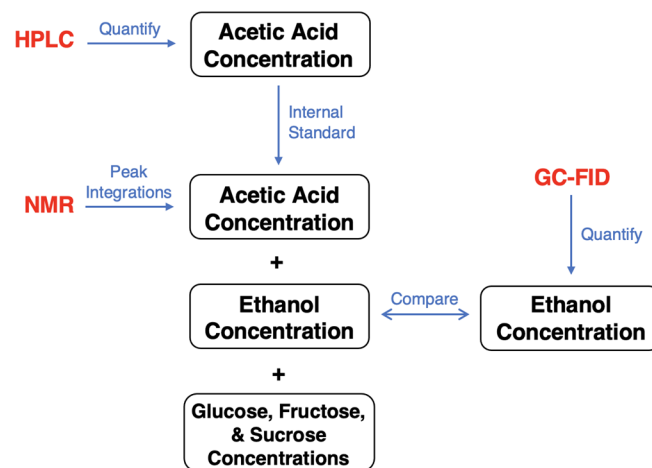 HPLC
Quantify
Acetic Acid
Concentration
Internal
Standard
NMR
Peak
Integrations
Acetic Acid
Concentration
GC-FID
Quantify
+
Ethanol
Concentration
Compare
Ethanol
Concentration
+
Glucose, Fructose,
& Sucrose
Concentrations